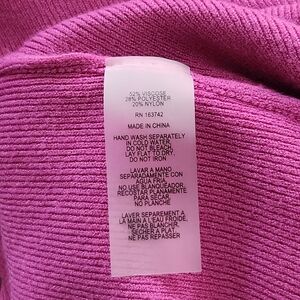 52% VISCOSE
28% POLYESTER
20% NYLON
RN 163742
MADE IN CHINA
HAND WASH SEPARATELY
IN COLD WATER.
DO NOT BLEACH.
LAY FLAT TO DRY.
DO NOT IRON
LAVAR A MANO
SEPARADAMENTE CON
AGUA FRIA.
NO USE BLANQUEADOR.
RECOSTAR PLANAMENTE
PARA SECAR.
NO PLANCHE
LAVER SEPAREMENT À
LA MAIN À L'EAU FROIDE.
NE PAS BLANCHIR.
SÉCHER A PLAT.
NE PAS REPASSER